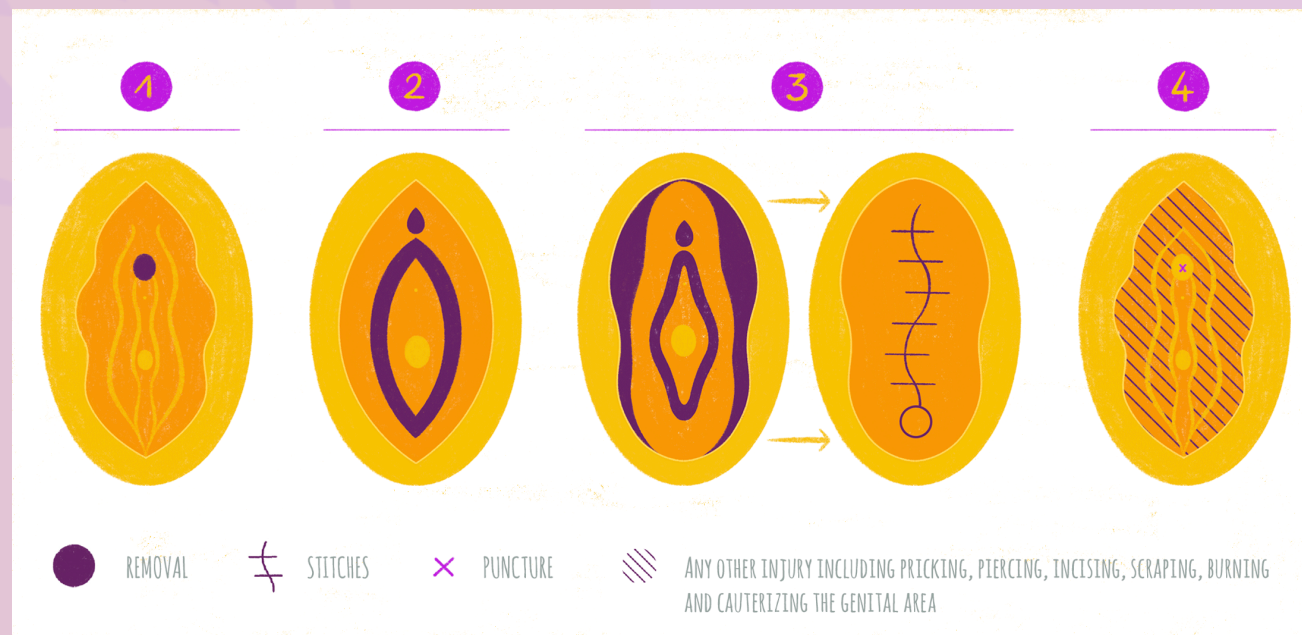 1
2
3
4
REMOVAL
STITCHES
PUNCTURE
ANY OTHER INJURY INCLUDING PRICKING, PIERCING, INCISING, SCRAPING, BURNING
AND CAUTERIZING THE GENITAL AREA